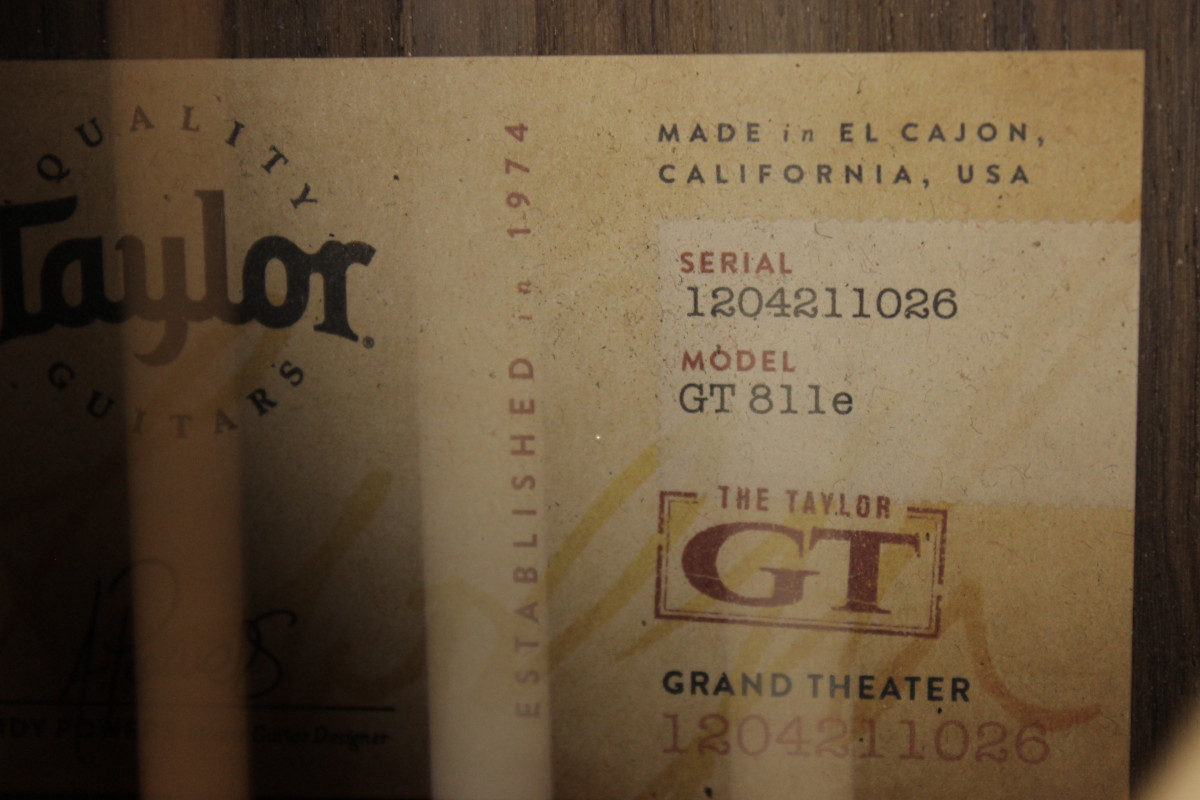 QUALITY
Taylor®
GUITARS
ESTABLISHED in 1974
MADE in EL CAJON,
CALIFORNIA, USA
SERIAL
1204211026
MODEL
GT 811e
THE TAYLOR
GT
GRAND THEATER
1204211026
Designer